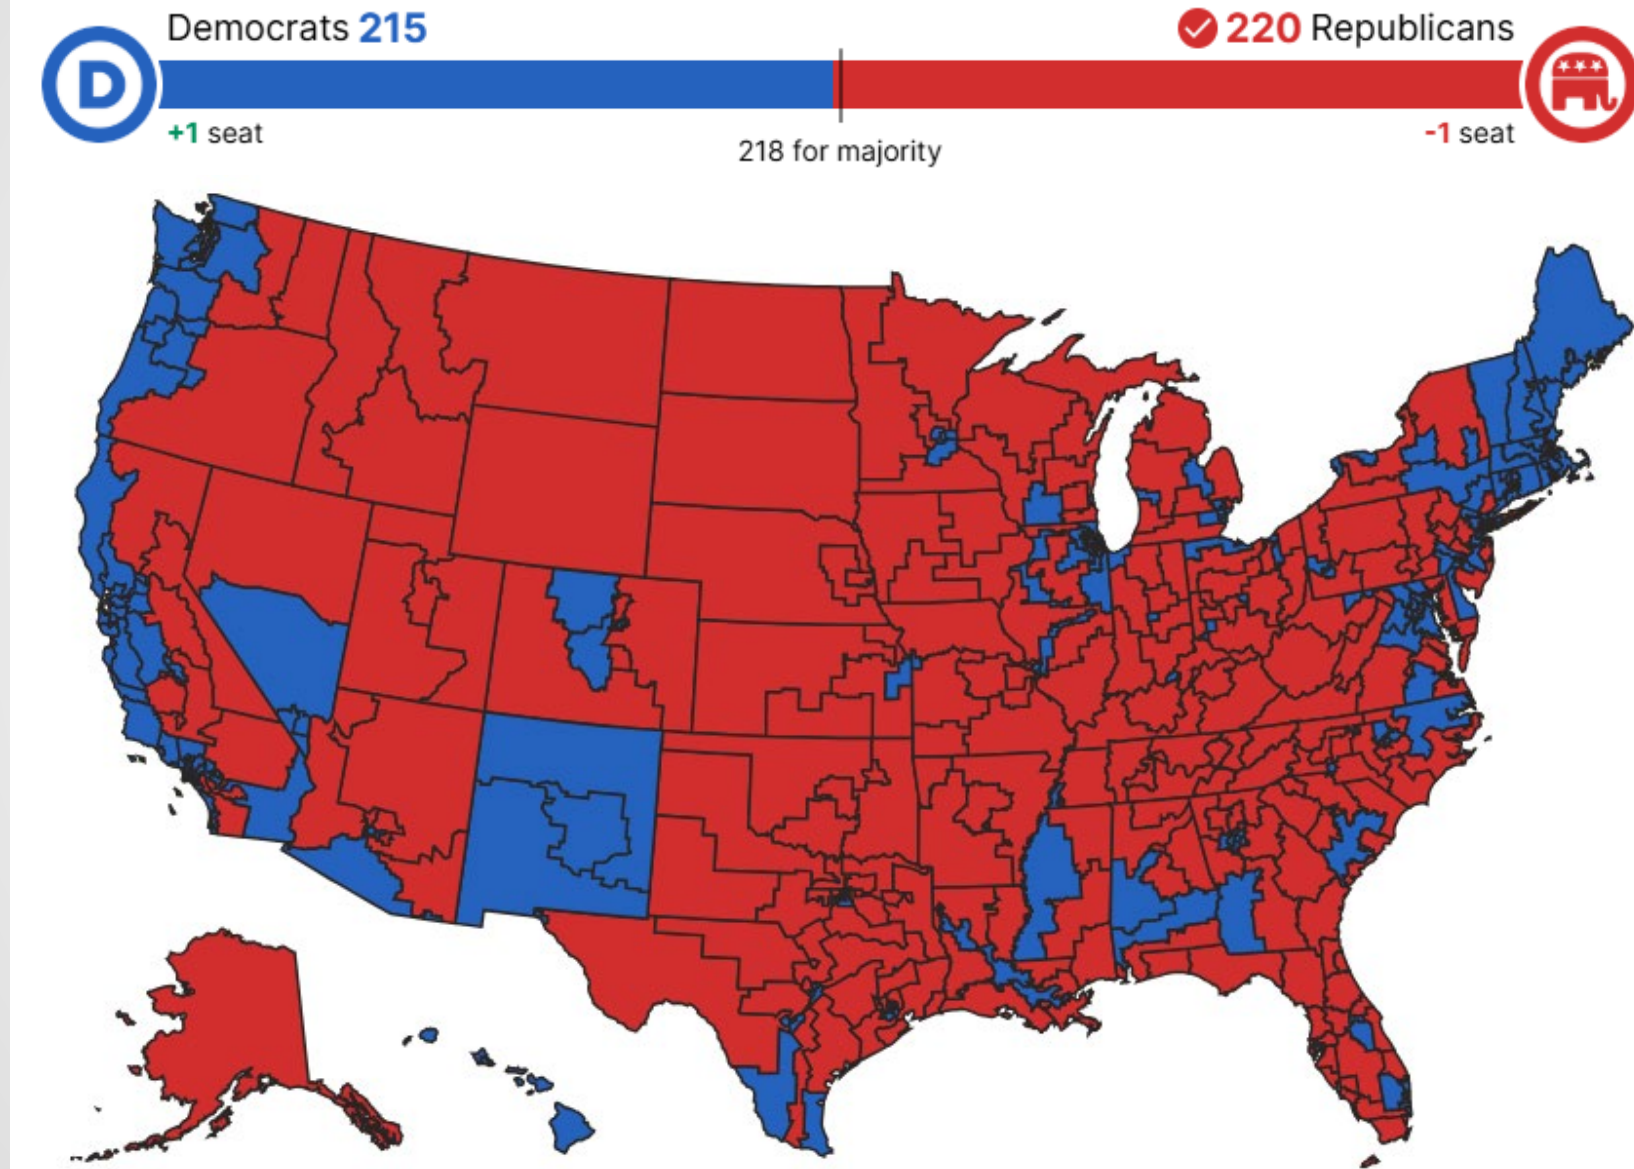 Democrats 215
220 Republicans
D
+1 seat
-1 seat
218 for majority